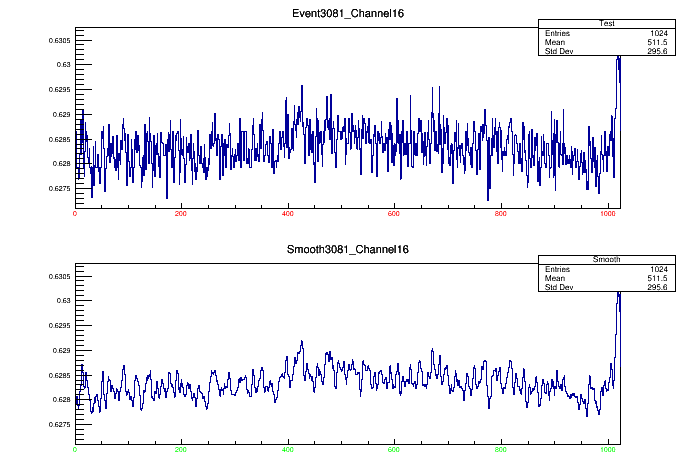 Event3081_Channel16
Test
Entries 1024
Mean 511.5
Std Dev 295.6
0.6305
0.63
0.6295
0.629
0.6285
0.628
0.6275
0 200 400 600 800 1000
Smooth3081_Channel16
Smooth
Entries 1024
Mean 511.5
Std Dev 295.6
0.6305
0.63
0.6295
0.629
0.6285
0.628
0.6275
0 200 400 600 800 1000